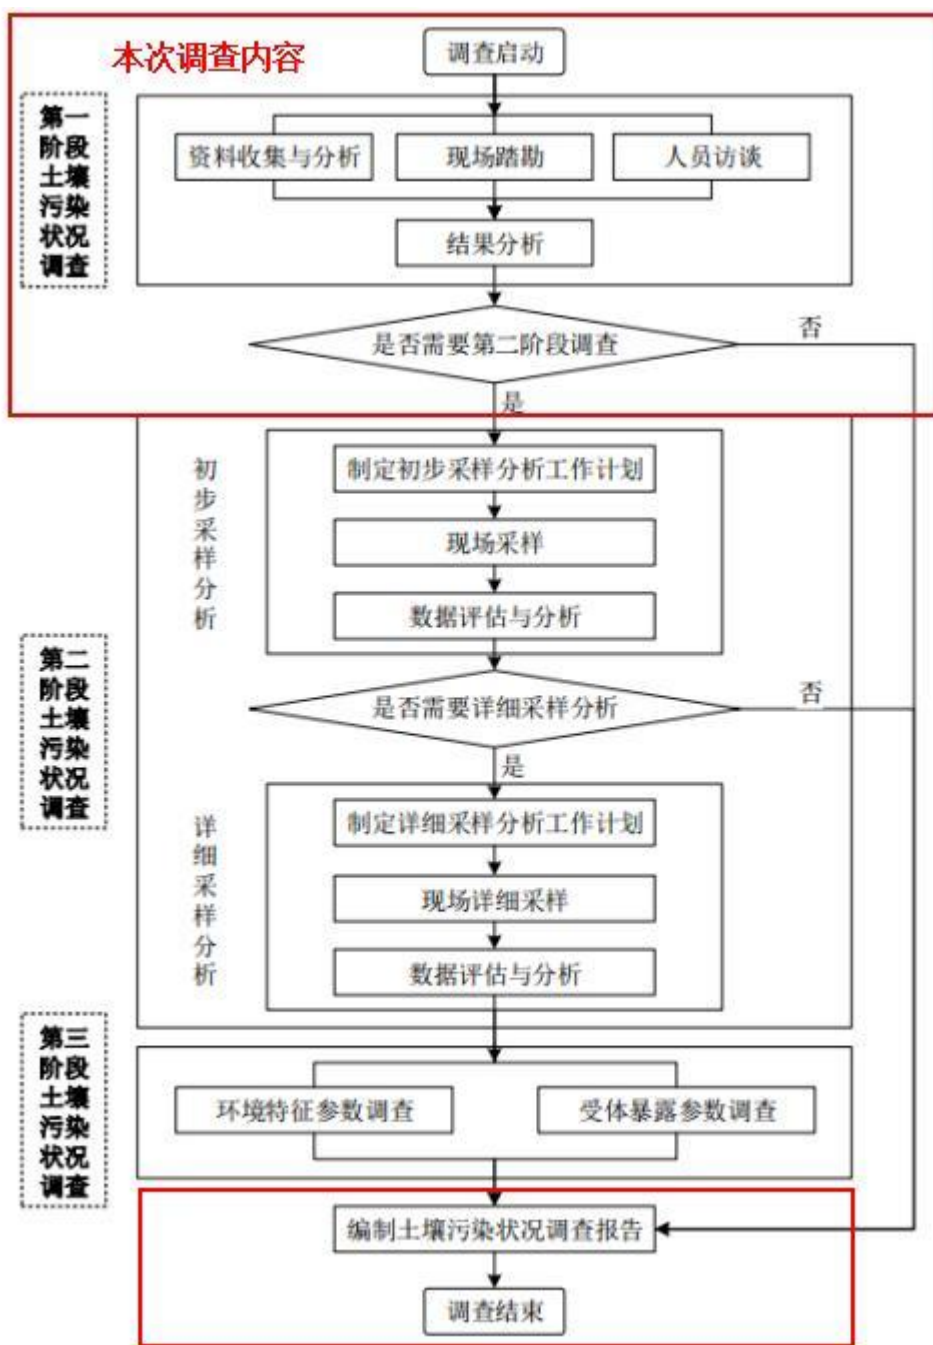 本次调查内容
调查启动
第一
阶段
土壤
污染
状况
调查
资料收集与分析
现场踏勘
人员访谈
结果分析
是否需要第二阶段调查
否
是
初
步
采
样
分
析
制定初步采样分析工作计划
现场采样
数据评估与分析
第二
阶段
土壤
污染
状况
调查
是否需要详细采样分析
否
是
详
细
采
样
分
析
制定详细采样分析工作计划
现场详细采样
数据评估与分析
第三
阶段
土壤
污染
状况
调查
环境特征参数调查
受体暴露参数调查
编制土壤污染状况调查报告
调查结束